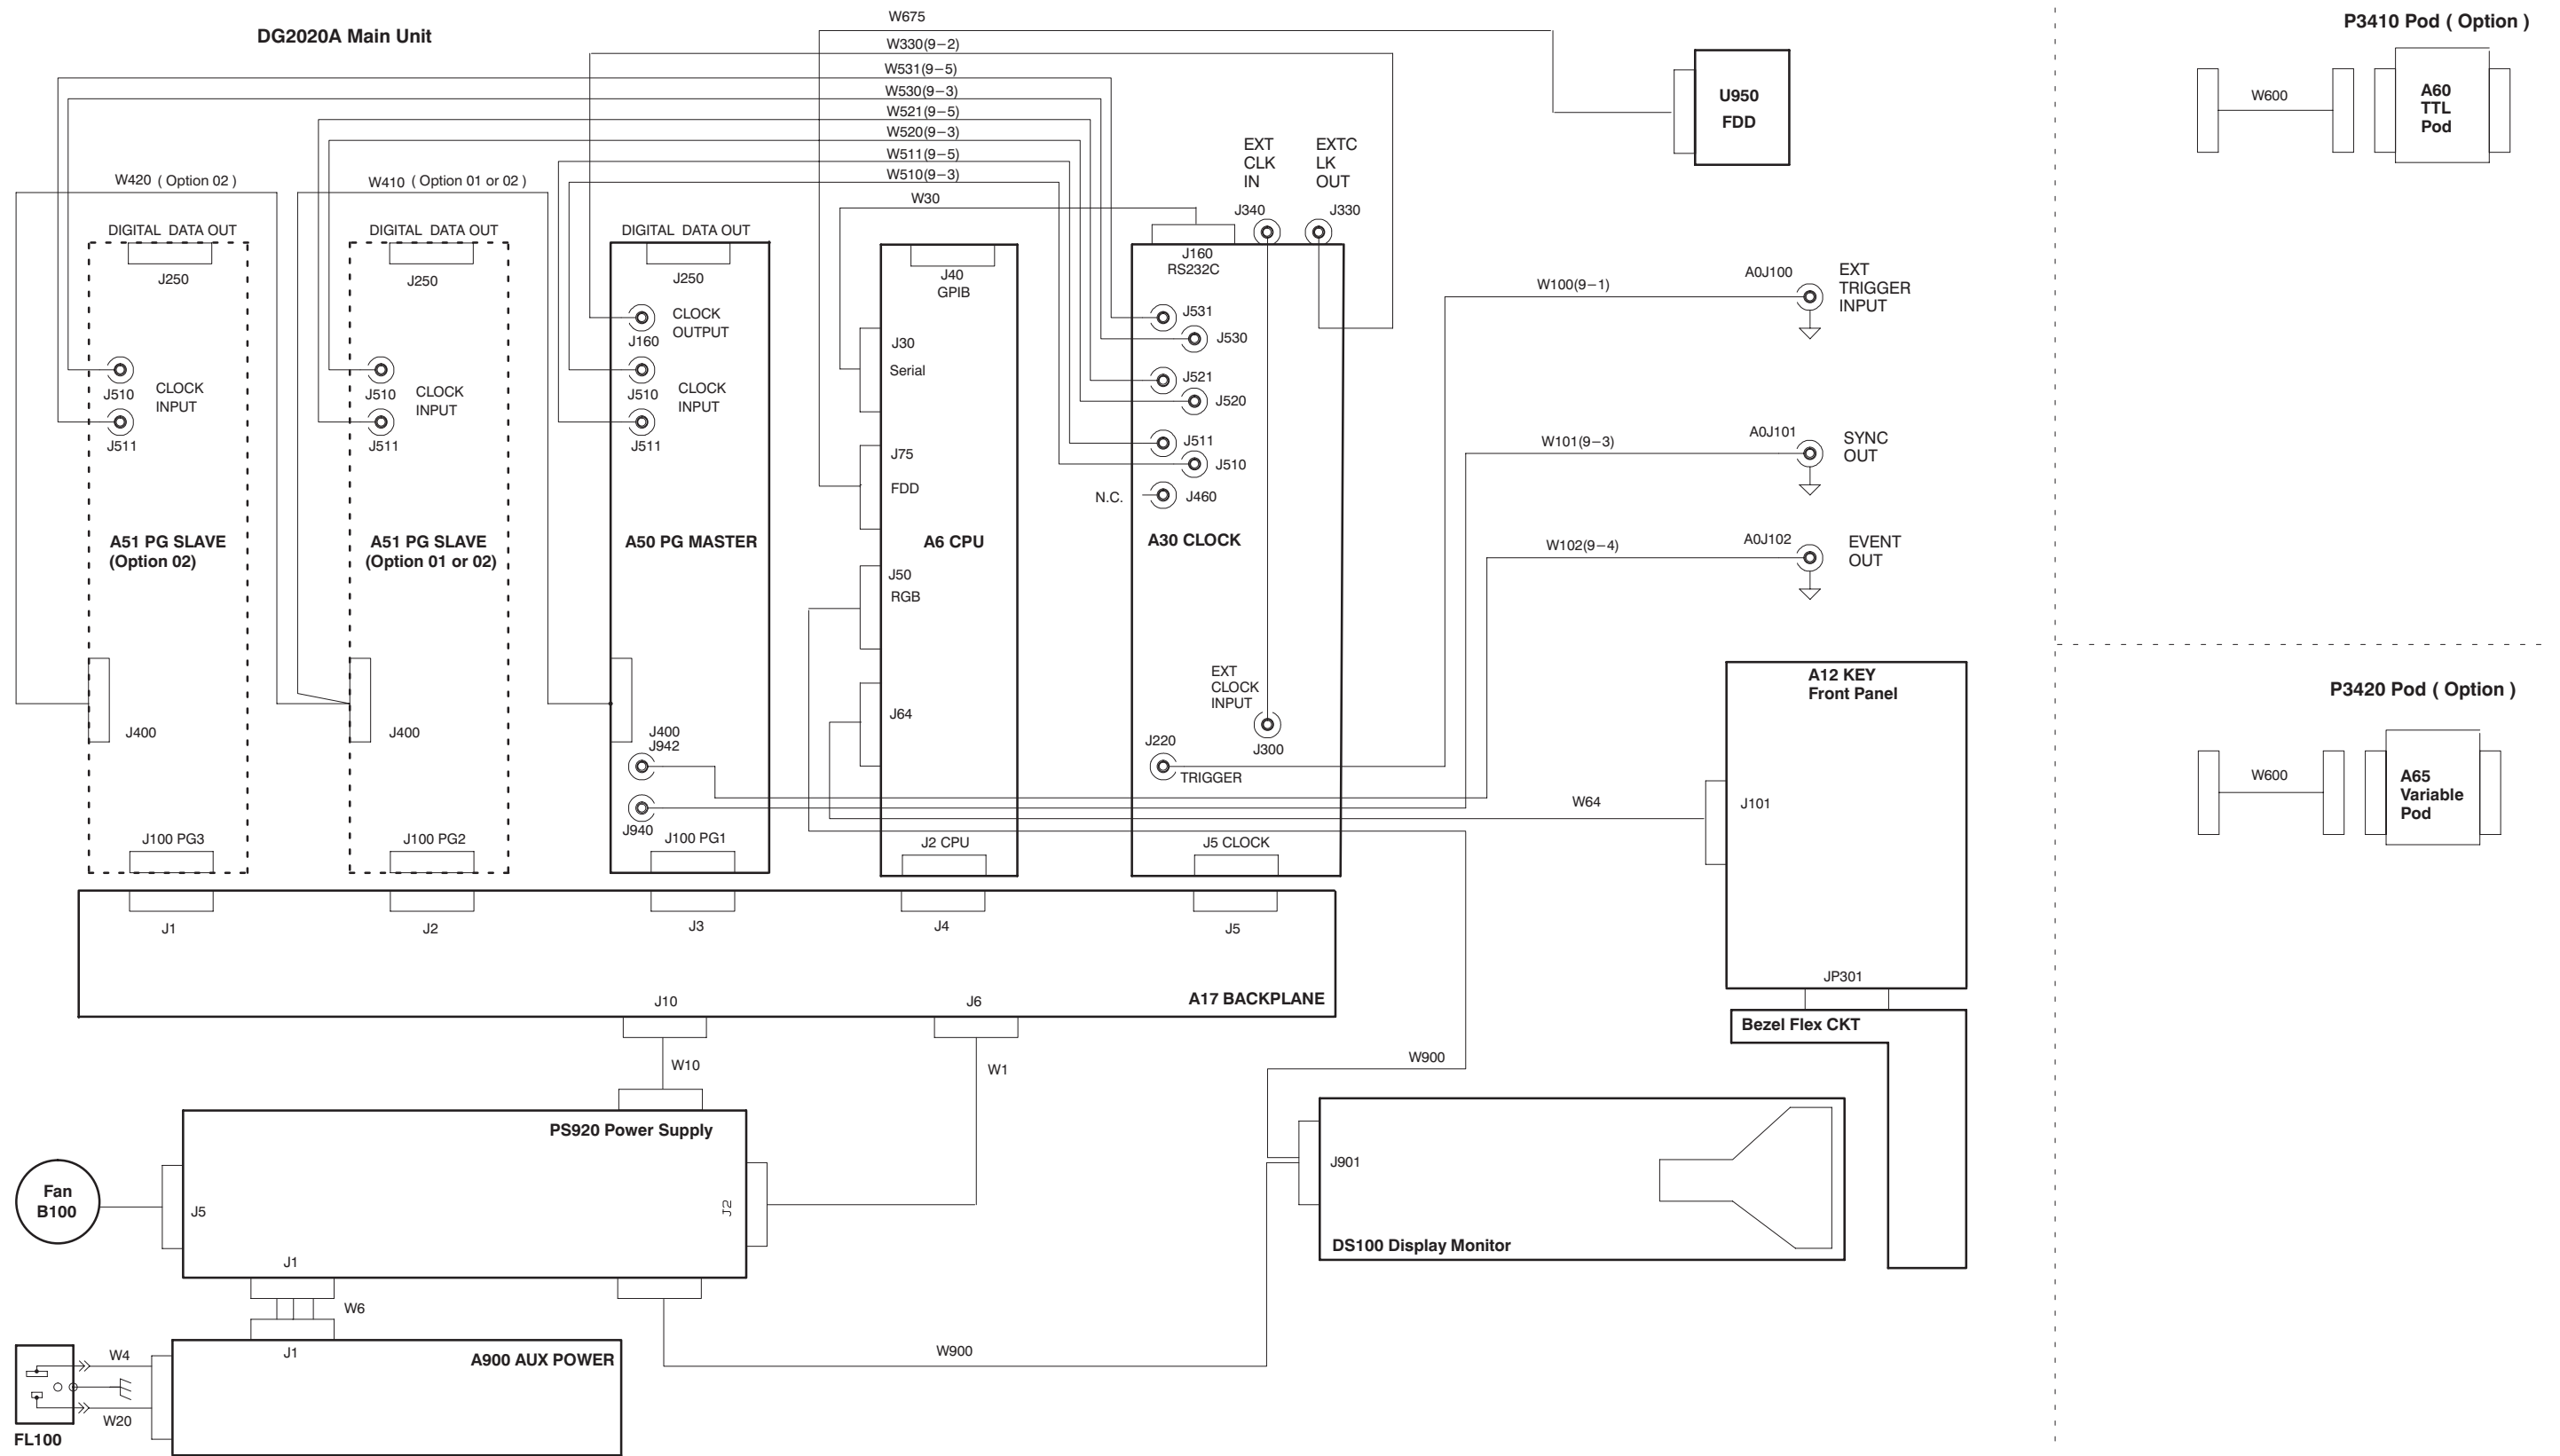 W675
P3410 Pod ( Option )
DG2020A Main Unit
W330(9−2)
W531(9−5)
W530(9−3)
W521(9−5)
W520(9−3)
W511(9−5)
W510(9−3)
W30
U950
FDD
W600
A60
TTL
Pod
EXT
CLK
IN
EXTC
LK
OUT
J340
J330
W420 ( Option 02 )
W410 ( Option 01 or 02 )
DIGITAL DATA OUT
J250
J510
CLOCK
INPUT
J511
A51 PG SLAVE
(Option 02)
J400
J100 PG3
DIGITAL DATA OUT
J250
J510
CLOCK
INPUT
J511
A51 PG SLAVE
(Option 01 or 02)
J400
J100 PG2
DIGITAL DATA OUT
J250
CLOCK
OUTPUT
J160
J510
CLOCK
INPUT
J511
A50 PG MASTER
J400
J942
J940
J100 PG1
J40
GPIB
J30
Serial
J75
FDD
A6 CPU
J50
RGB
J64
J2 CPU
J160
RS232C
J531
J530
J521
J520
J511
J510
N.C.
J460
A30 CLOCK
EXT
CLOCK
INPUT
J300
J220
TRIGGER
J5 CLOCK
W100(9−1)
A0J100
EXT
TRIGGER
INPUT
W101(9−3)
A0J101
SYNC
OUT
W102(9−4)
A0J102
EVENT
OUT
A12 KEY
Front Panel
W64
J101
JP301
Bezel Flex CKT
P3420 Pod ( Option )
W600
A65
Variable
Pod
J1
J2
J3
J4
J5
J10
J6
A17 BACKPLANE
W10
W1
W900
PS920 Power Supply
Fan
B100
J5
J2
J1
J901
DS100 Display Monitor
W6
W4
J1
A900 AUX POWER
W900
W20
FL100